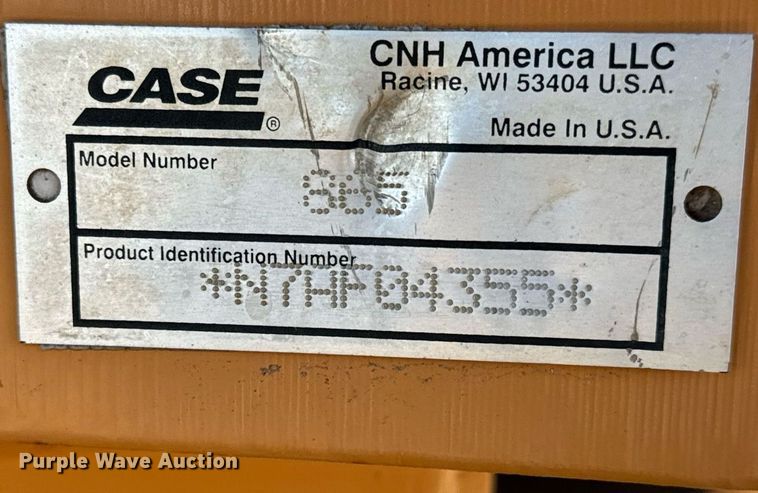 CASE®
CNH America LLC
Racine, WI 53404 U.S.A.
Made In U.S.A.
Model Number
865
Product Identification Number
*N7AF04355*
Purple Wave Auction